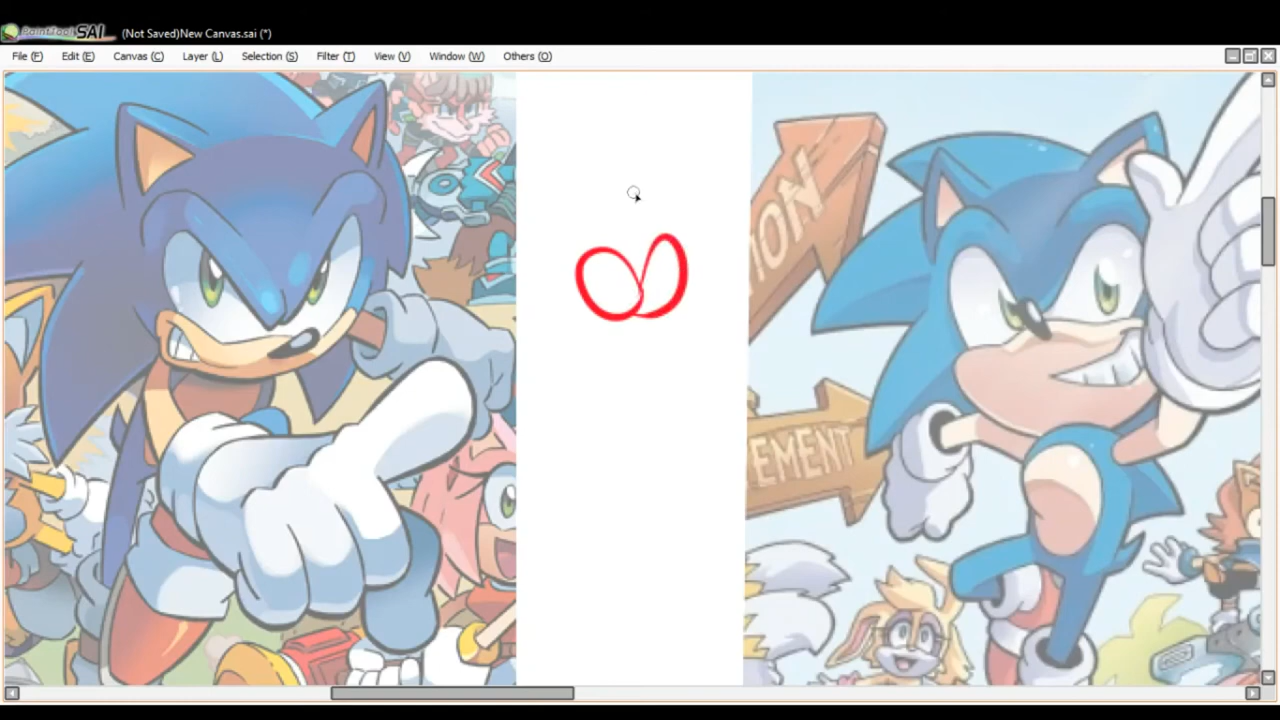 PaintTool SAI (Not Saved)New Canvas.sai (*)
File (F) Edit (E) Canvas (C) Layer (L) Selection (S) Filter (T) View (V) Window (W) Others (O)
ION
EMENT